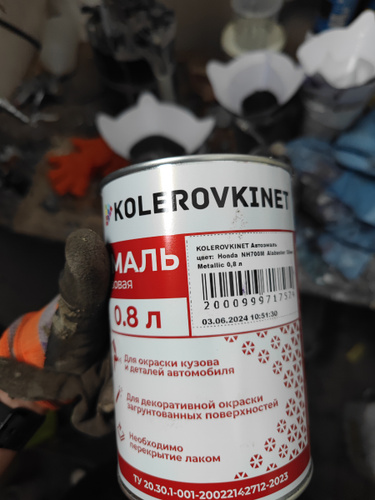 KOLEROVKINET
МАЛЬ
овая
0.8 л
KOLEROVKINET Автоэмаль
цвет: Honda NH700M Alabaster
Metallic 0,8 л
2000999717574
03.06.2024 10:51:30
Для окраски кузова
и деталей автомобиля
Для декоративной окраски
загрунтованных поверхностей
Необходимо
перекрытие лаком
ТУ 20.30.1-001-20022142712-2023